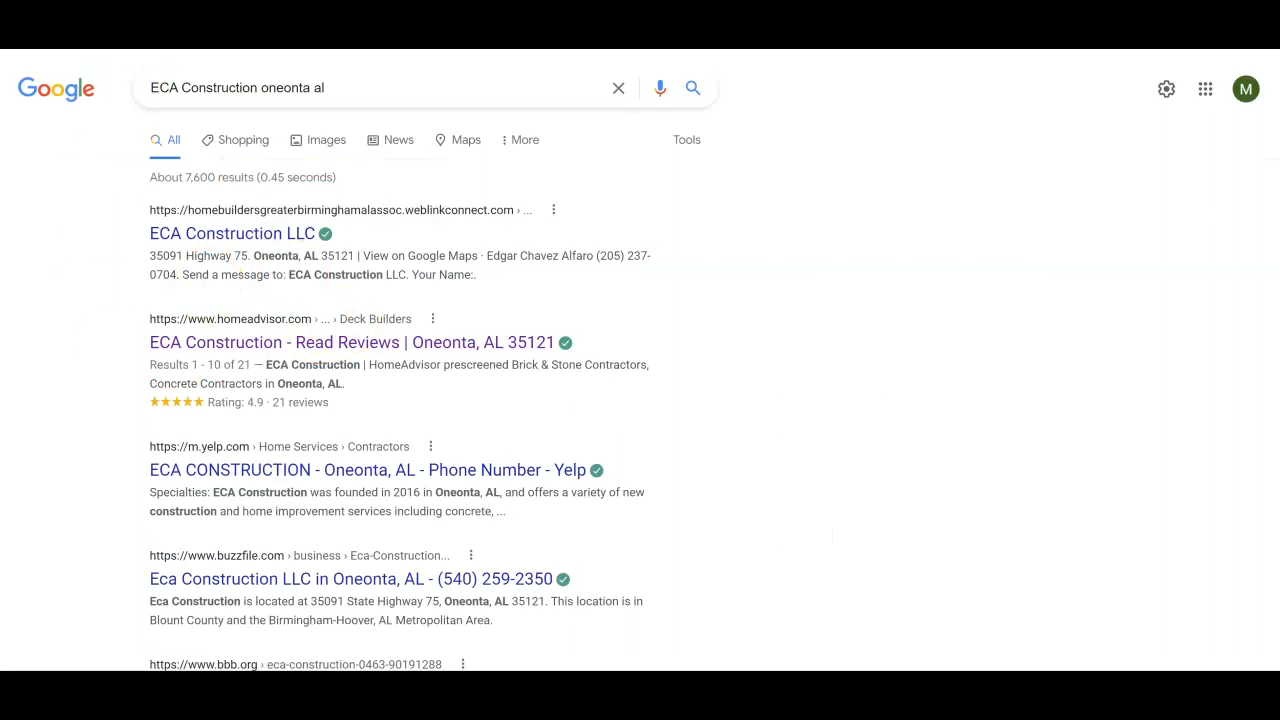 Google
ECA Construction oneonta al
M
All Shopping Images News Maps More Tools
About 7,600 results (0.45 seconds)
https://homebuildersgreaterbirminghamalassoc.weblinkconnect.com › ...
ECA Construction LLC
35091 Highway 75. Oneonta, AL 35121 | View on Google Maps · Edgar Chavez Alfaro (205) 237-
0704. Send a message to: ECA Construction LLC. Your Name:.
https://www.homeadvisor.com › ... › Deck Builders
ECA Construction - Read Reviews | Oneonta, AL 35121
Results 1 - 10 of 21 — ECA Construction | HomeAdvisor prescreened Brick & Stone Contractors,
Concrete Contractors in Oneonta, AL.
★★★★★ Rating: 4.9 · 21 reviews
https://m.yelp.com › Home Services › Contractors
ECA CONSTRUCTION - Oneonta, AL - Phone Number - Yelp
Specialties: ECA Construction was founded in 2016 in Oneonta, AL, and offers a variety of new
construction and home improvement services including concrete, ...
https://www.buzzfile.com › business › Eca-Construction...
Eca Construction LLC in Oneonta, AL - (540) 259-2350
Eca Construction is located at 35091 State Highway 75, Oneonta, AL 35121. This location is in
Blount County and the Birmingham-Hoover, AL Metropolitan Area.
https://www.bbb.org › eca-construction-0463-90191288